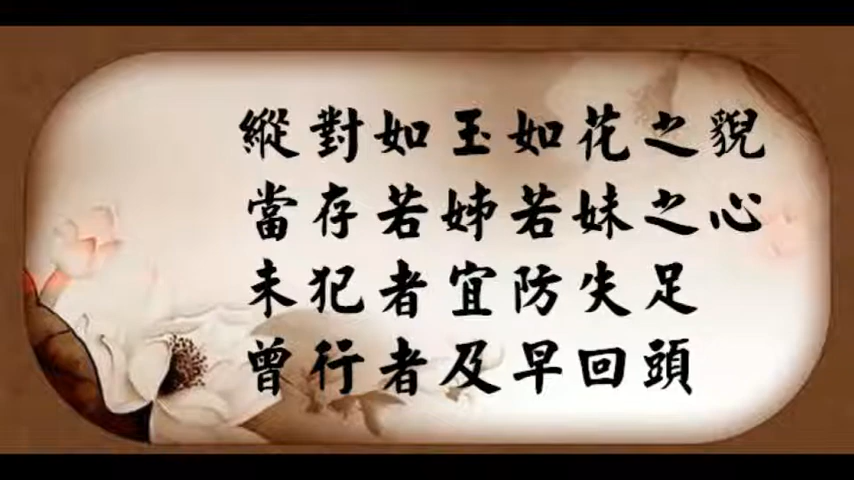 縱對如玉如花之貎
當存若姊若妹之心
未犯者宜防失足
曾行者及早回頭